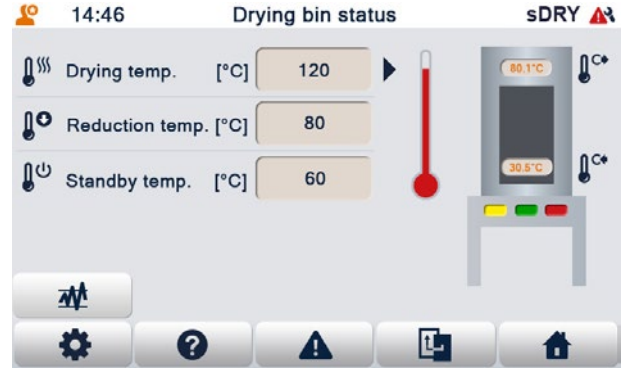 14:46 Drying bin status sDRY
Drying temp. [°C] 120
Reduction temp. [°C] 80
Standby temp. [°C] 60
80.1°C
C
30.5°C
C